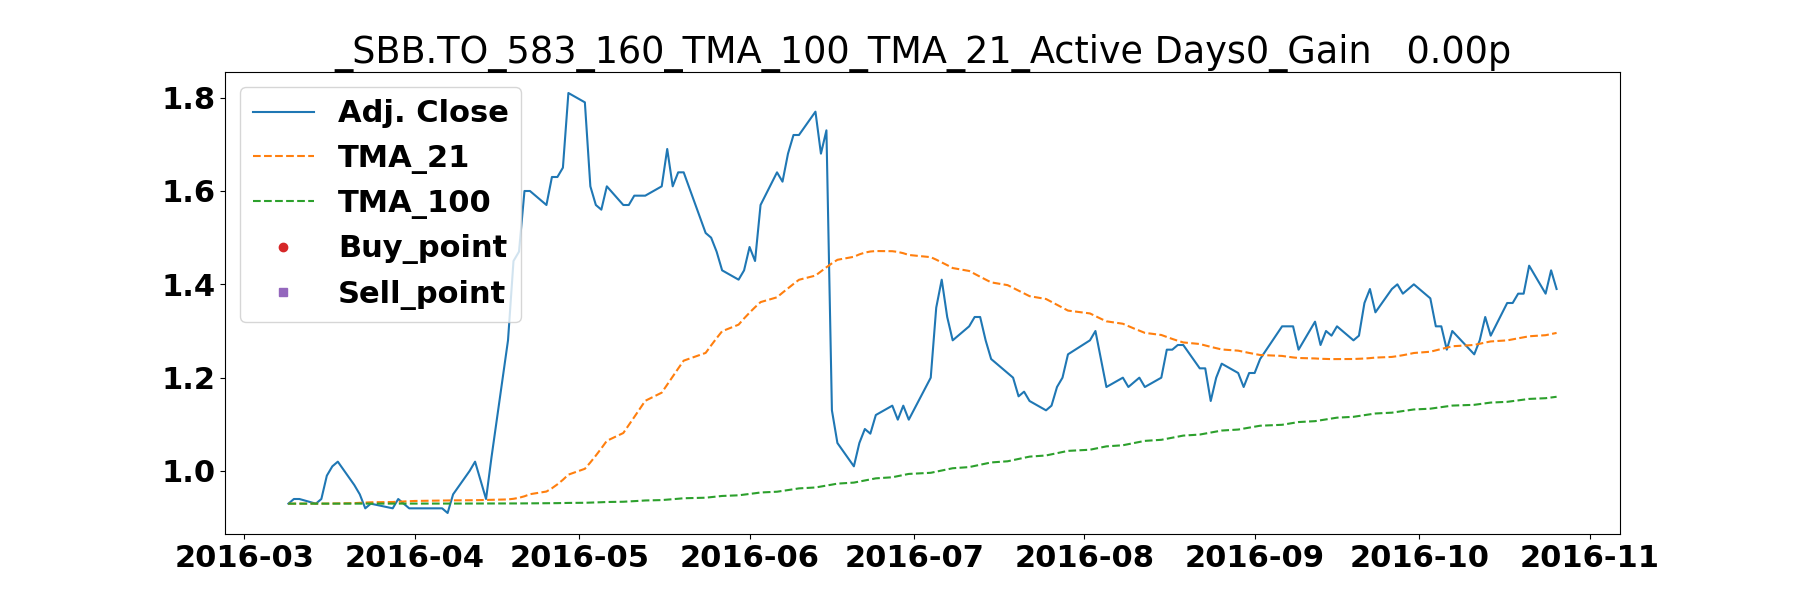 _SBB.TO_583_160_TMA_100_TMA_21_Active Days0_Gain   0.00p
1.8
1.6
1.4
1.2
1.0
Adj. Close
TMA_21
TMA_100
Buy_point
Sell_point
2016-03 2016-04 2016-05 2016-06 2016-07 2016-08 2016-09 2016-10 2016-11